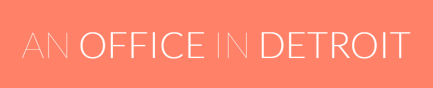 AN OFFICE IN DETROIT